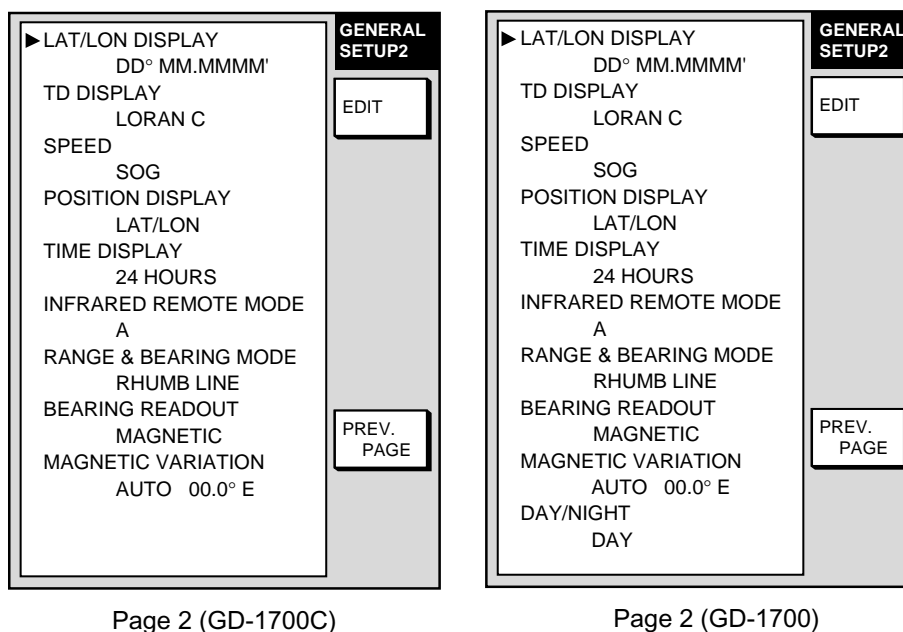 ▶LAT/LON DISPLAY
DD° MM.MMMM'
TD DISPLAY
LORAN C
SPEED
SOG
POSITION DISPLAY
LAT/LON
TIME DISPLAY
24 HOURS
INFRARED REMOTE MODE
A
RANGE & BEARING MODE
RHUMB LINE
BEARING READOUT
MAGNETIC
MAGNETIC VARIATION
AUTO 00.0° E
GENERAL
SETUP2
EDIT
PREV.
PAGE
Page 2 (GD-1700C)
▶LAT/LON DISPLAY
DD° MM.MMMM'
TD DISPLAY
LORAN C
SPEED
SOG
POSITION DISPLAY
LAT/LON
TIME DISPLAY
24 HOURS
INFRARED REMOTE MODE
A
RANGE & BEARING MODE
RHUMB LINE
BEARING READOUT
MAGNETIC
MAGNETIC VARIATION
AUTO 00.0° E
DAY/NIGHT
DAY
GENERAL
SETUP2
EDIT
PREV.
PAGE
Page 2 (GD-1700)